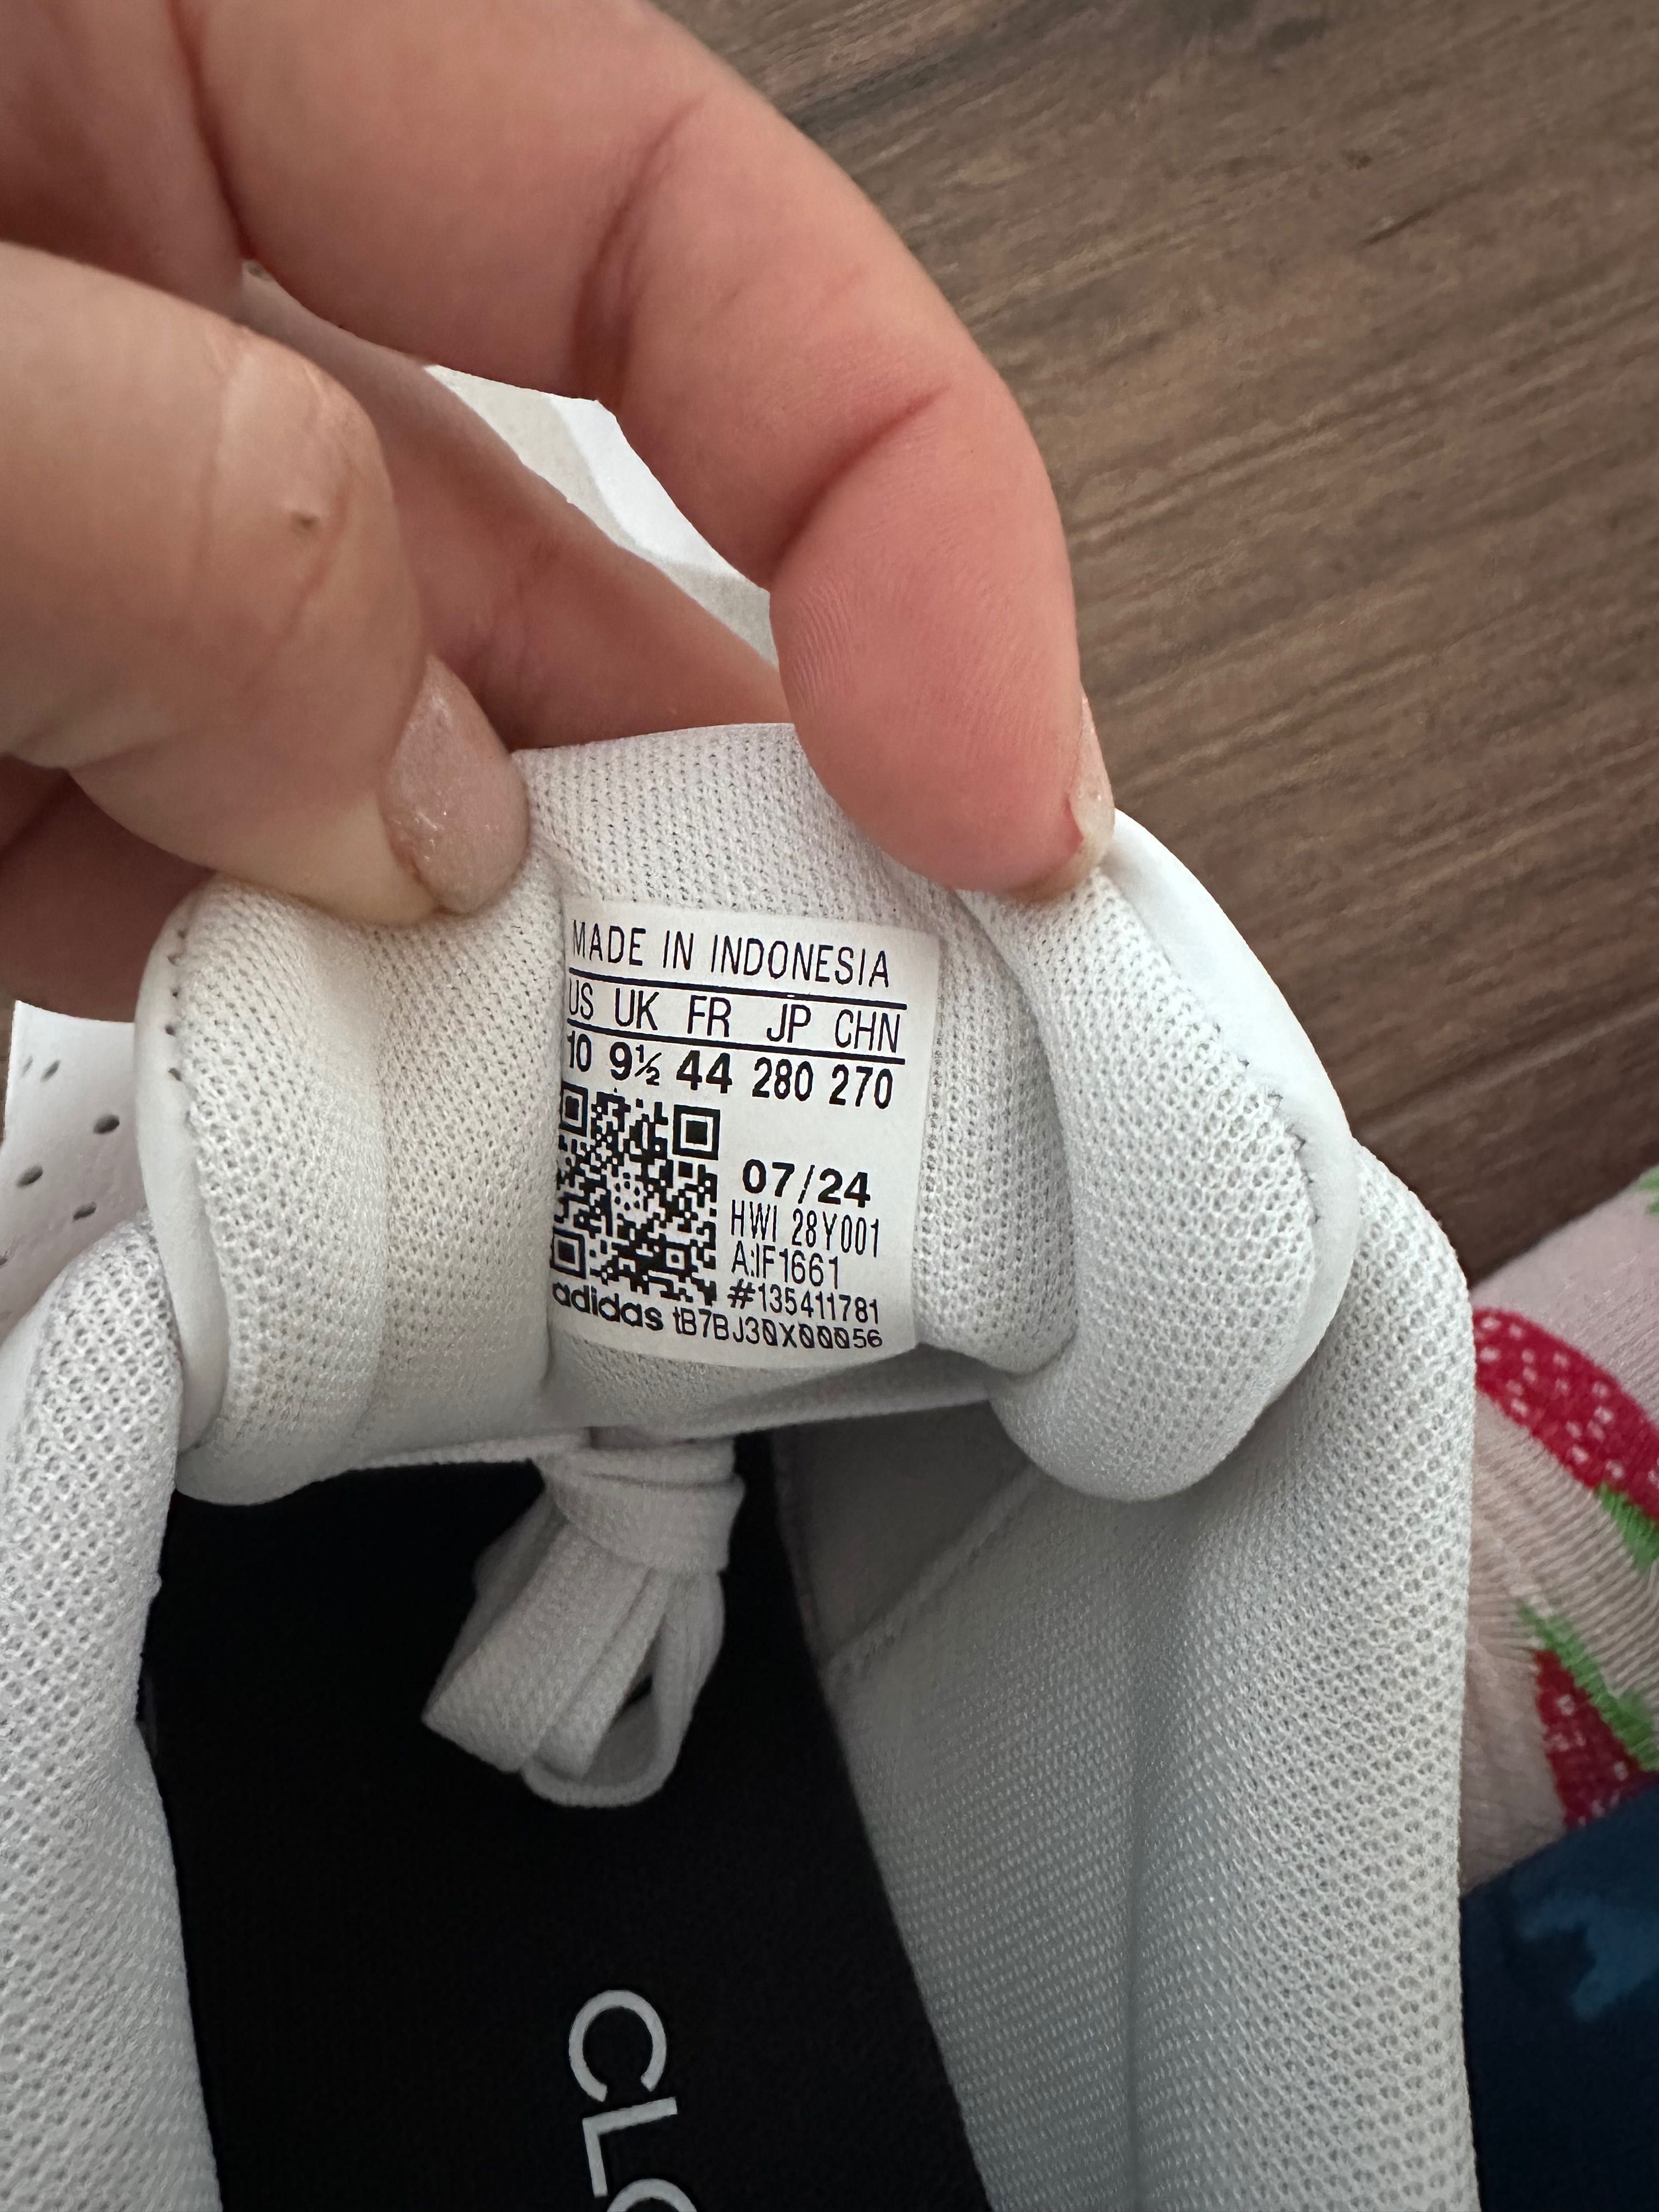 MADE IN INDONESIA
US UK FR JP CHN
10 9½ 44 280 270
07/24
HWI 28Y001
A:IF1661
#135411781
adidas tB7BJ30X00056
CLO